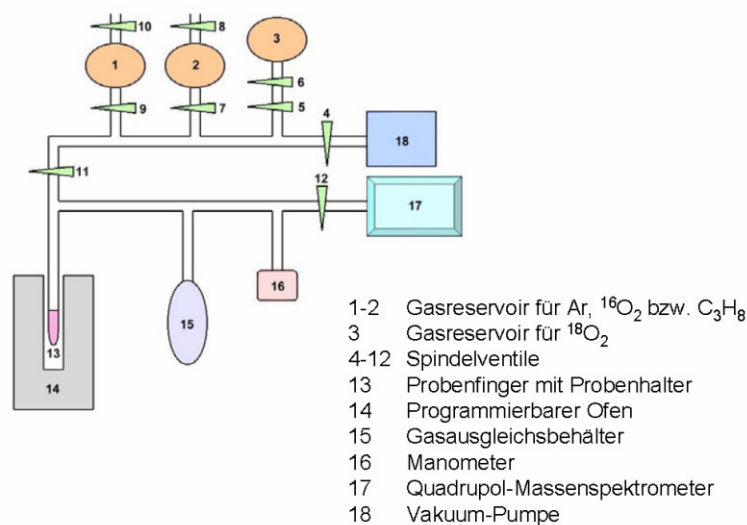 10
8
3
1
2
6
9
7
5
4
18
11
12
17
16
15
13
14
1-2 Gasreservoir für Ar, ¹⁶O₂ bzw. C₃H₈
3 Gasreservoir für ¹⁸O₂
4-12 Spindelventile
13 Probenfinger mit Probenhalter
14 Programmierbarer Ofen
15 Gasausgleichsbehälter
16 Manometer
17 Quadrupol-Massenspektrometer
18 Vakuum-Pumpe